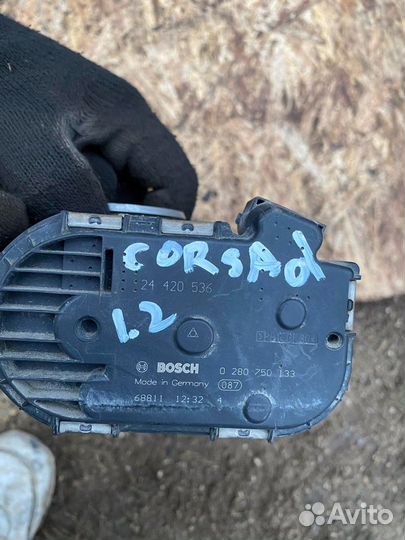 CORSA d
24 420 536
1.2
BOSCH 0 280 750 133
Made in Germany 087
68811 12:32 4
Avito